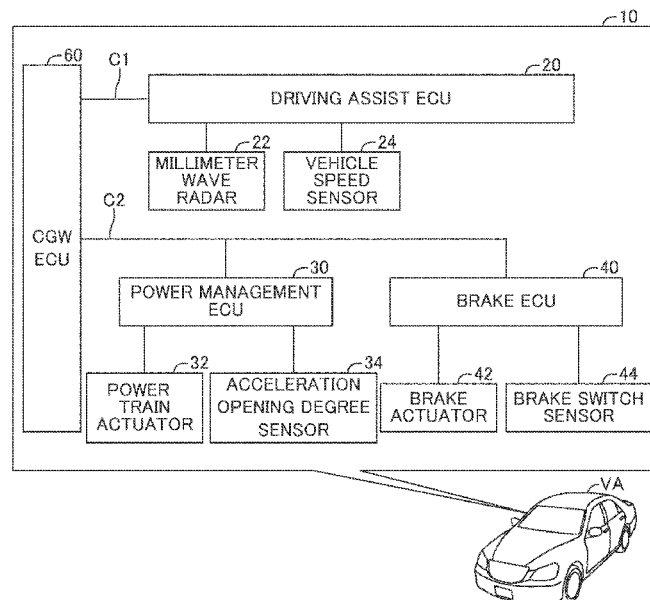 10
60
C1
20
DRIVING ASSIST ECU
22
MILLIMETER
WAVE
RADAR
24
VEHICLE
SPEED
SENSOR
CGW
ECU
C2
30
POWER MANAGEMENT
ECU
40
BRAKE ECU
32
POWER
TRAIN
ACTUATOR
34
ACCELERATION
OPENING DEGREE
SENSOR
42
BRAKE
ACTUATOR
44
BRAKE SWITCH
SENSOR
VA